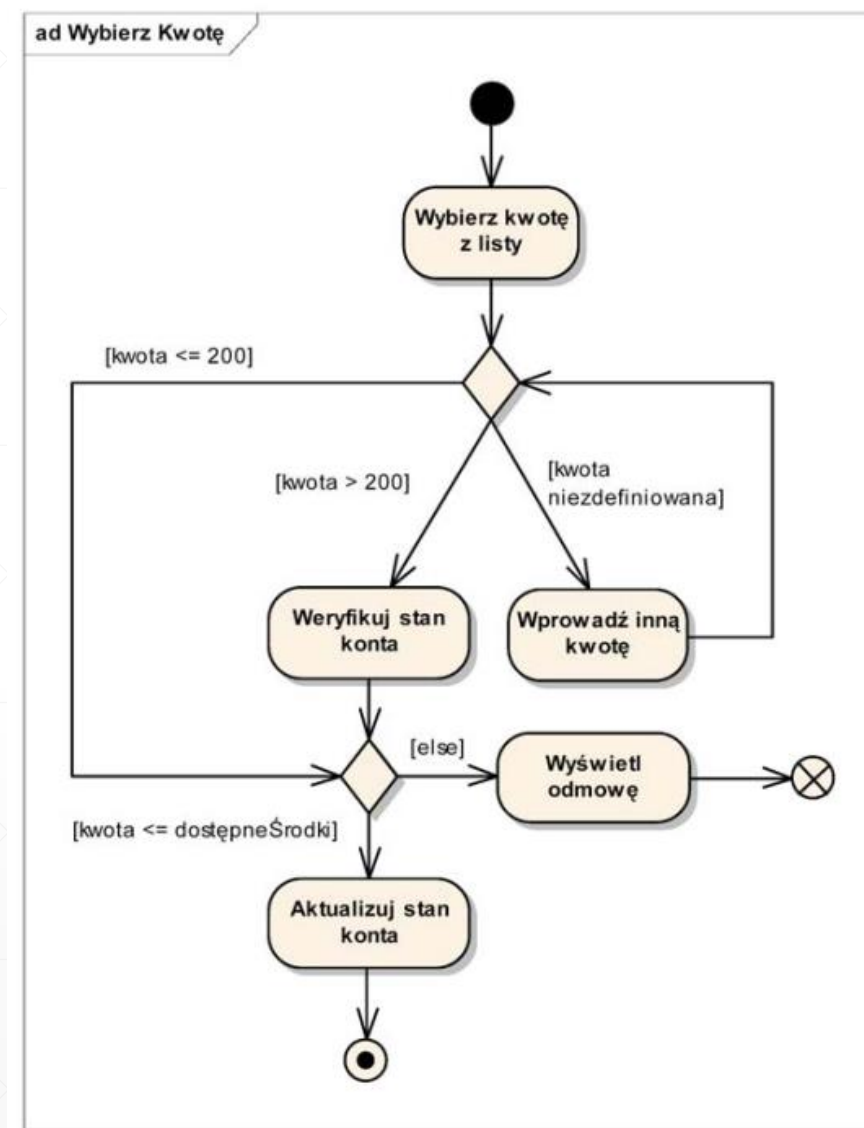 ad Wybierz Kwotę
Wybierz kwotę
z listy
[kwota <= 200]
[kwota > 200]
[kwota
niezdefiniowana]
Weryfikuj stan
konta
Wprowadź inną
kwotę
[else]
Wyświetl
odmowę
[kwota <= dostępneŚrodki]
Aktualizuj stan
konta